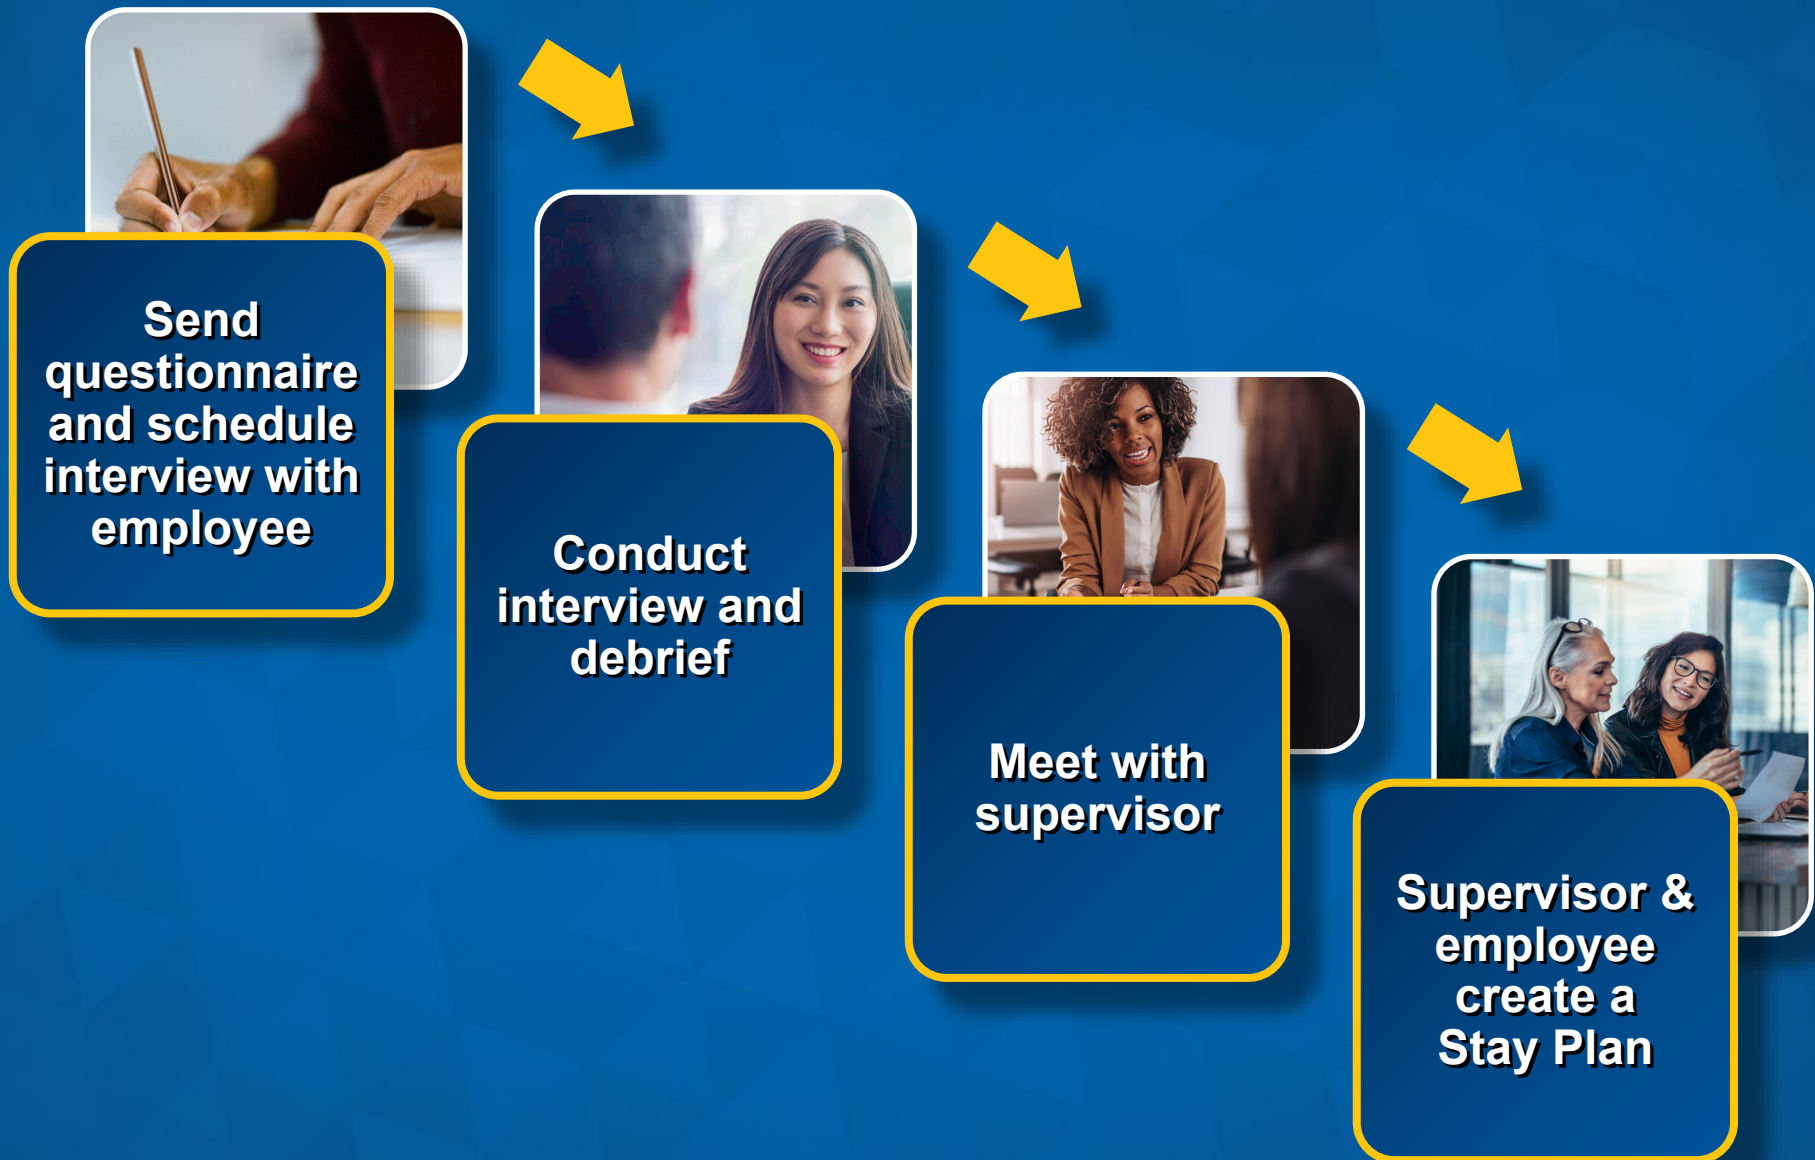 Send
questionnaire
and schedule
interview with
employee
Conduct
interview and
debrief
Meet with
supervisor
Supervisor &
employee
create a
Stay Plan